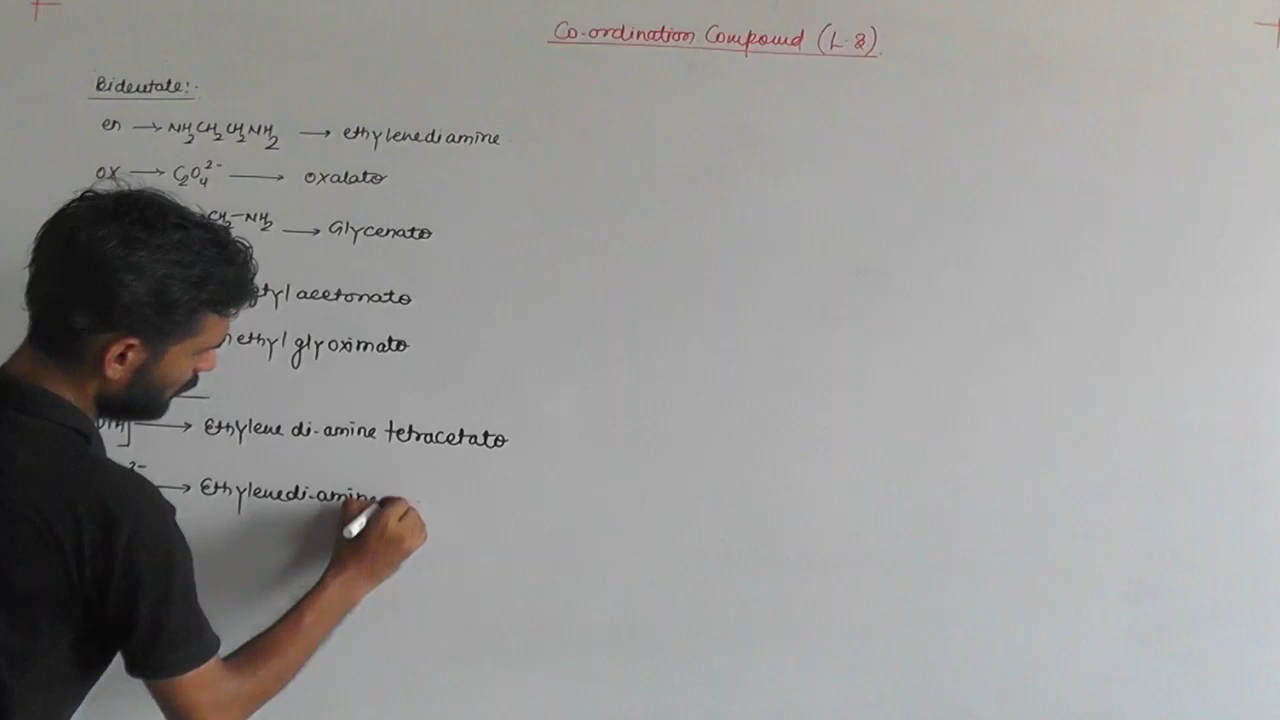 Co-ordination Compound (L-8)
Bidentate:-
en → NH2CH2CH2NH2 → ethylenediamine
ox → C2O4 2- → oxalato
CH2-NH2 → Glycenato
tyl acetonato
ethyl glyoximato
→ Ethylene di-amine tetracetato
2- → Ethylenedi-amine